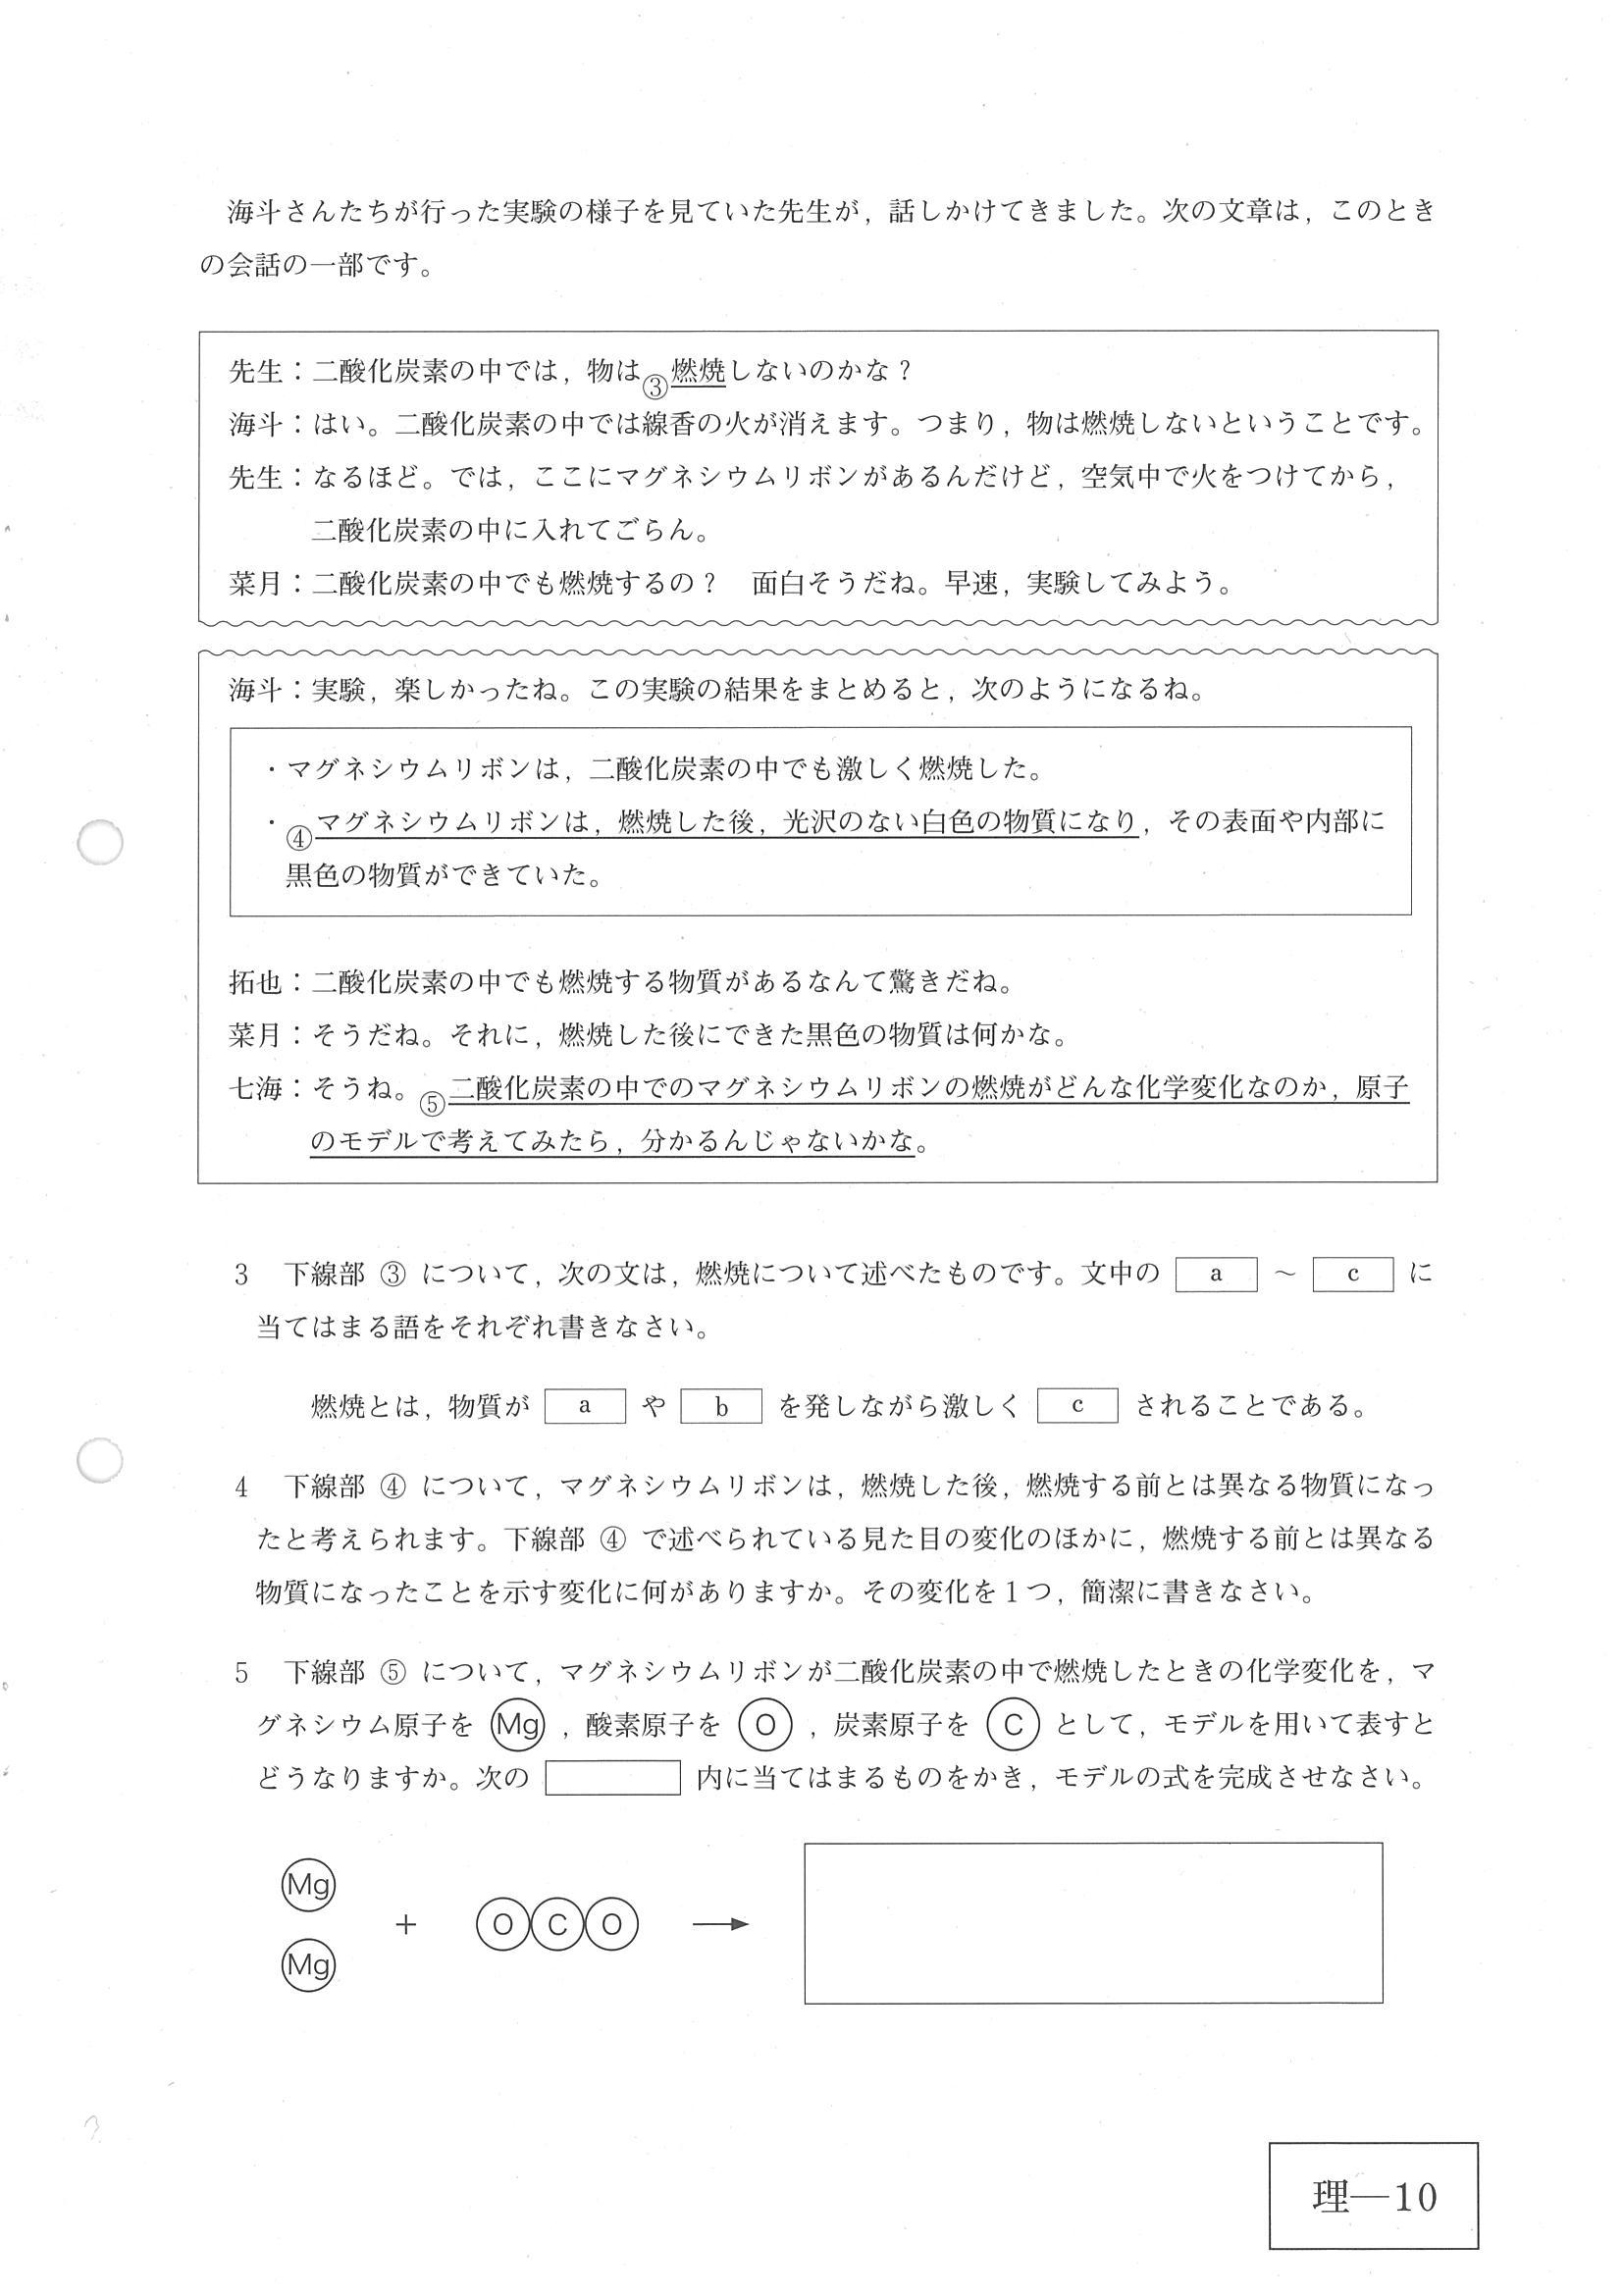 海斗さんたちが行った実験の様子を見ていた先生が，話しかけてきました。次の文章は，このとき
の会話の一部です。
先生：二酸化炭素の中では，物は③燃焼しないのかな？
海斗：はい。二酸化炭素の中では線香の火が消えます。つまり，物は燃焼しないということです。
先生：なるほど。では，ここにマグネシウムリボンがあるんだけど，空気中で火をつけてから，
二酸化炭素の中に入れてごらん。
菜月：二酸化炭素の中でも燃焼するの？　面白そうだね。早速，実験してみよう。
海斗：実験，楽しかったね。この実験の結果をまとめると，次のようになるね。
・マグネシウムリボンは，二酸化炭素の中でも激しく燃焼した。
・④マグネシウムリボンは，燃焼した後，光沢のない白色の物質になり，その表面や内部に
黒色の物質ができていた。
拓也：二酸化炭素の中でも燃焼する物質があるなんて驚きだね。
菜月：そうだね。それに，燃焼した後にできた黒色の物質は何かな。
七海：そうね。⑤二酸化炭素の中でのマグネシウムリボンの燃焼がどんな化学変化なのか，原子
のモデルで考えてみたら，分かるんじゃないかな。
3　下線部 ③ について，次の文は，燃焼について述べたものです。文中の a ～ c に
当てはまる語をそれぞれ書きなさい。
燃焼とは，物質が a や b を発しながら激しく c されることである。
4　下線部 ④ について，マグネシウムリボンは，燃焼した後，燃焼する前とは異なる物質になっ
たと考えられます。下線部 ④ で述べられている見た目の変化のほかに，燃焼する前とは異なる
物質になったことを示す変化に何がありますか。その変化を1つ，簡潔に書きなさい。
5　下線部 ⑤ について，マグネシウムリボンが二酸化炭素の中で燃焼したときの化学変化を，マ
グネシウム原子を Mg ，酸素原子を O ，炭素原子を C として，モデルを用いて表すと
どうなりますか。次の 内に当てはまるものをかき，モデルの式を完成させなさい。
Mg
+ O C O →
Mg
理―10